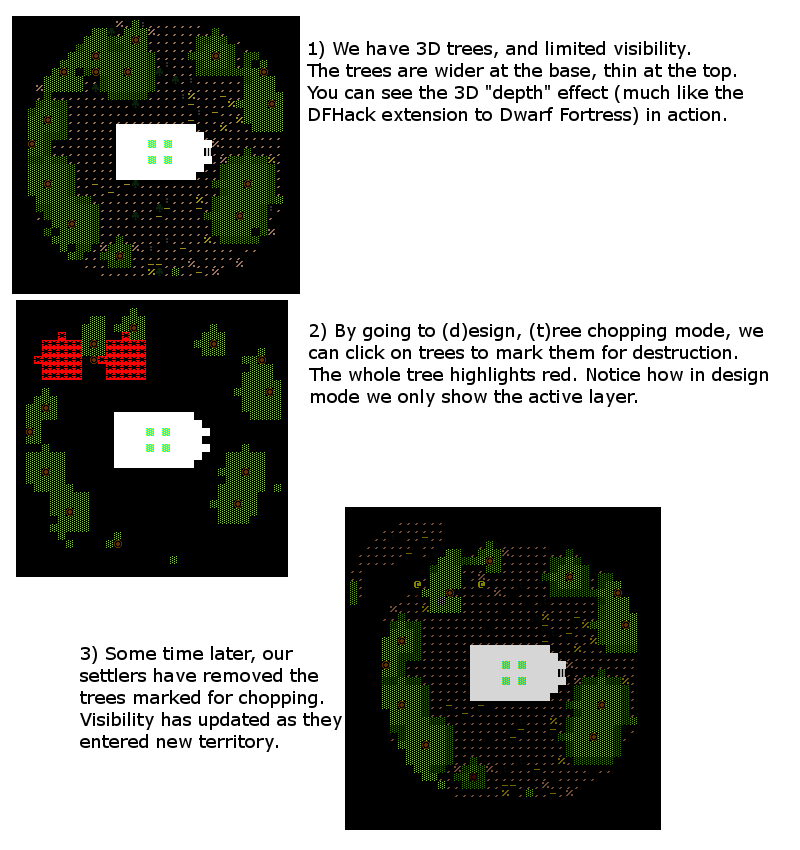 1) We have 3D trees, and limited visibility.
The trees are wider at the base, thin at the top.
You can see the 3D "depth" effect (much like the
DFHack extension to Dwarf Fortress) in action.
2) By going to (d)esign, (t)ree chopping mode, we
can click on trees to mark them for destruction.
The whole tree highlights red. Notice how in design
mode we only show the active layer.
3) Some time later, our
settlers have removed the
trees marked for chopping.
Visibility has updated as they
entered new territory.